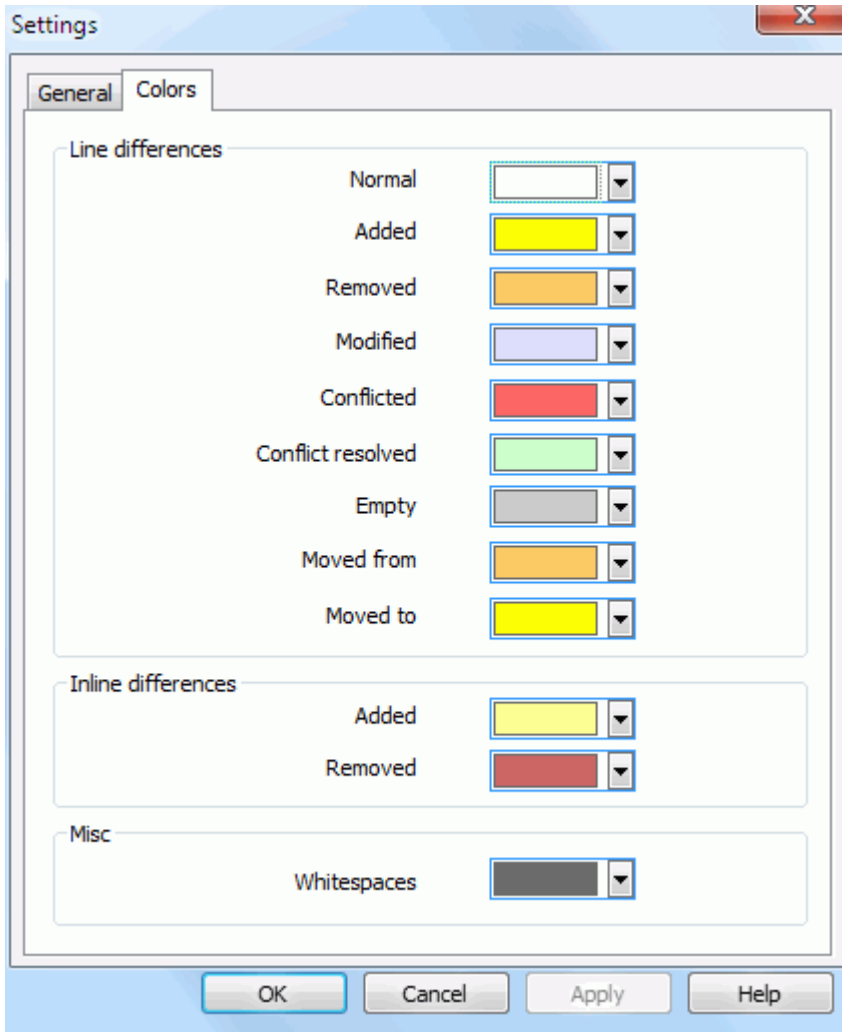 Settings
General Colors
Line differences
Normal
Added
Removed
Modified
Conflicted
Conflict resolved
Empty
Moved from
Moved to
Inline differences
Added
Removed
Misc
Whitespaces
OK Cancel Apply Help